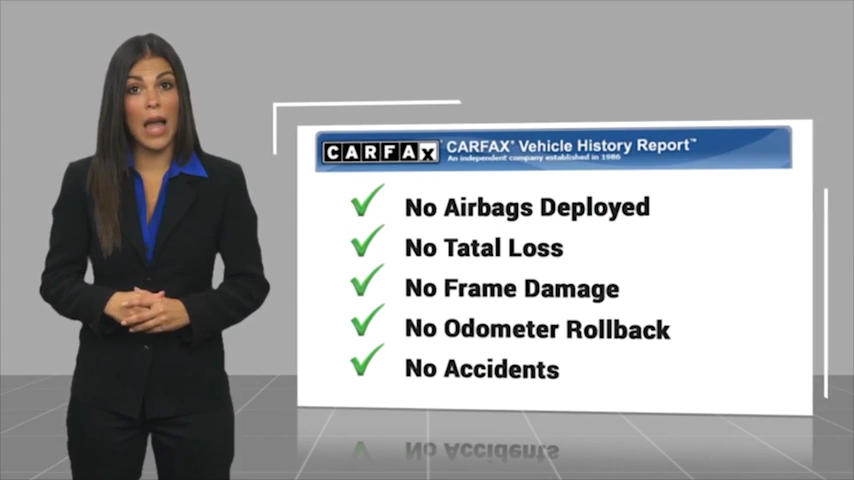 CARFAX CARFAX® Vehicle History Report™
An independent company established in 1986
No Airbags Deployed
No Tatal Loss
No Frame Damage
No Odometer Rollback
No Accidents
No Accidents